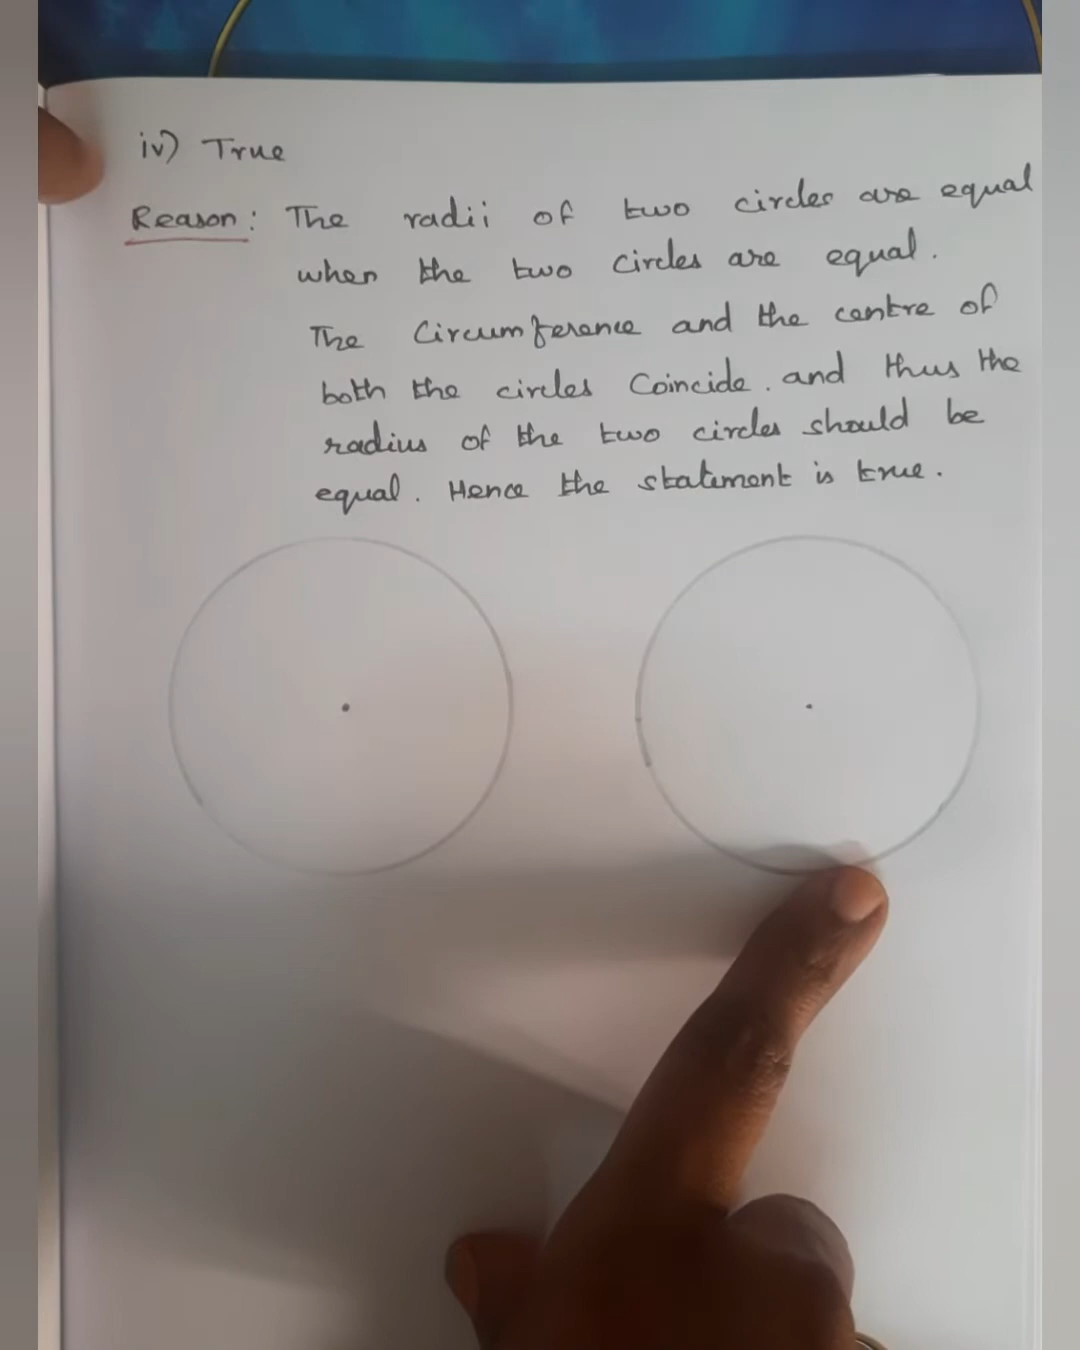 iv) True
Reason: The radii of two circles are equal
when the two circles are equal.
The Circumference and the centre of
both the circles Coincide. and thus the
radius of the two circles should be
equal. Hence the statement is true.